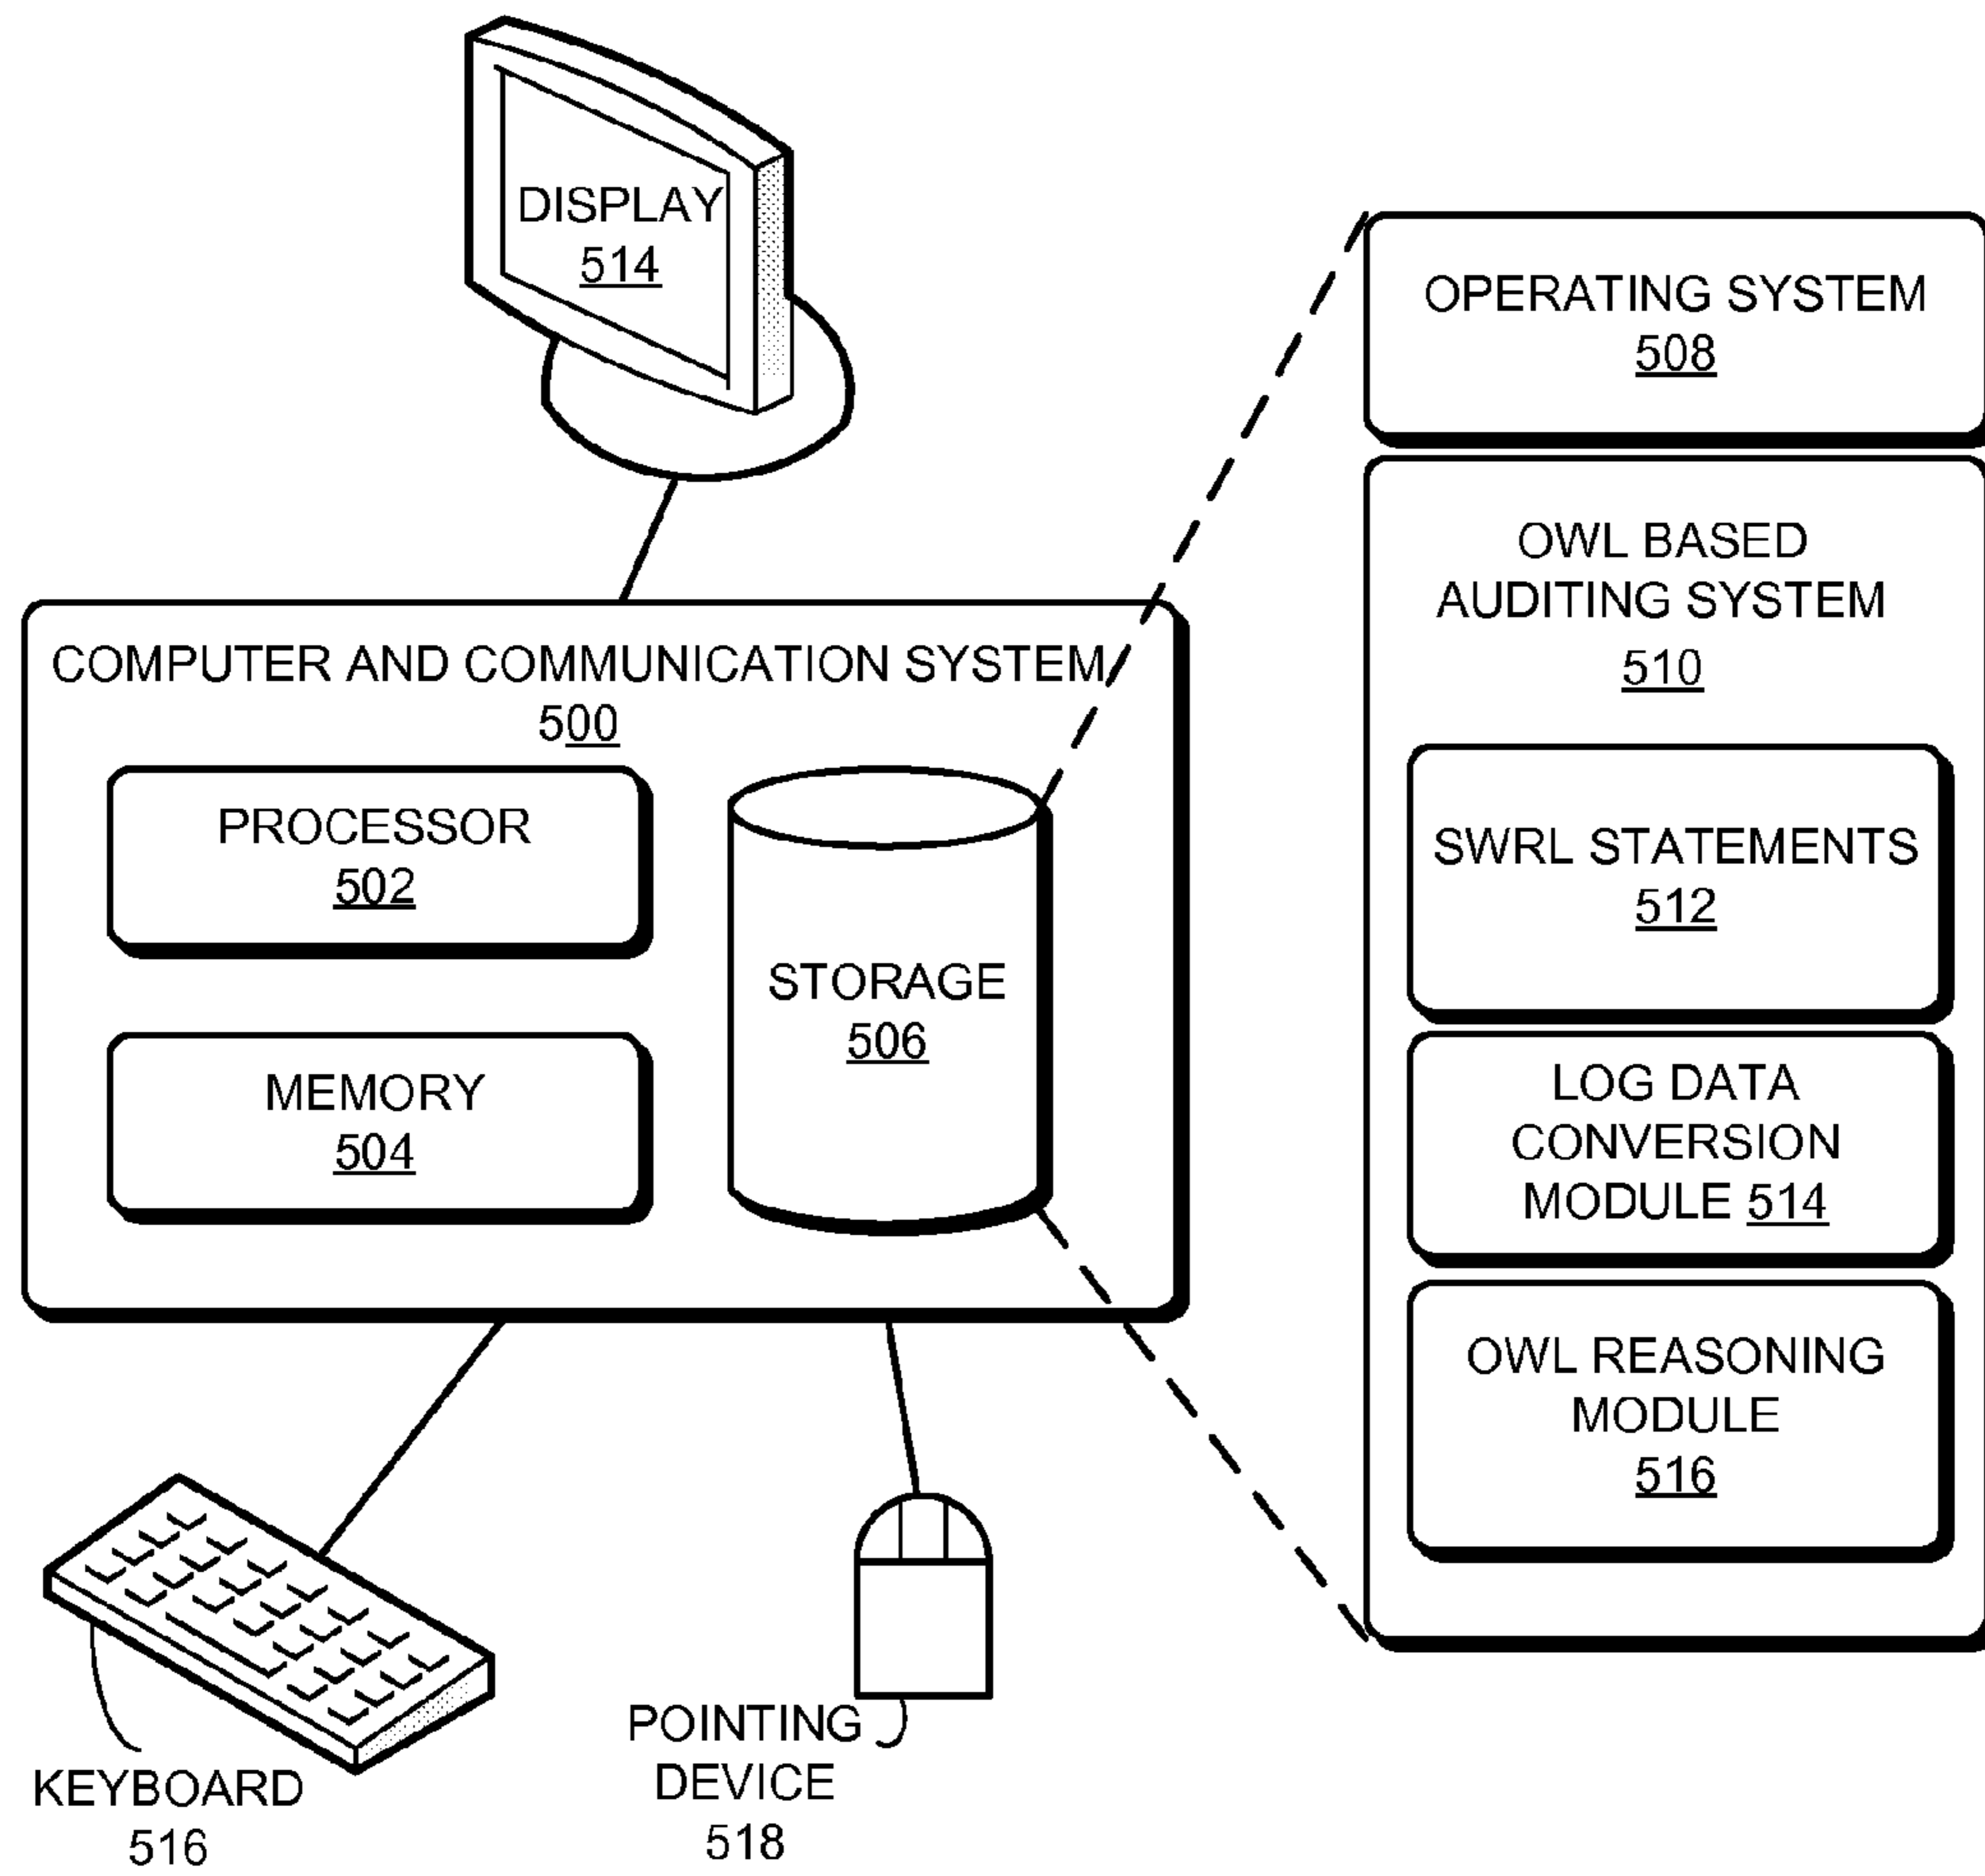 DISPLAY
514
COMPUTER AND COMMUNICATION SYSTEM
500
PROCESSOR
502
MEMORY
504
STORAGE
506
KEYBOARD
516
POINTING
DEVICE
518
OPERATING SYSTEM
508
OWL BASED
AUDITING SYSTEM
510
SWRL STATEMENTS
512
LOG DATA
CONVERSION
MODULE 514
OWL REASONING
MODULE
516